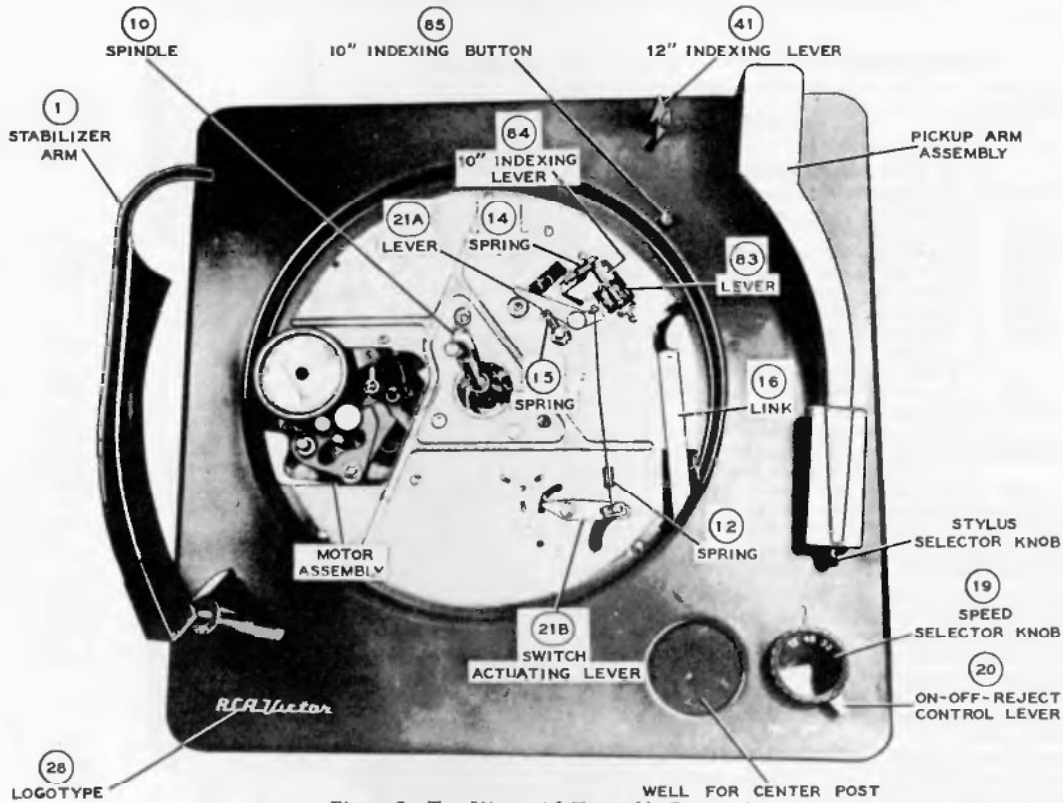 10
SPINDLE
85
10" INDEXING BUTTON
41
12" INDEXING LEVER
1
STABILIZER
ARM
84
10" INDEXING
LEVER
PICKUP ARM
ASSEMBLY
21A
LEVER
14
SPRING
83
LEVER
15
SPRING
16
LINK
MOTOR
ASSEMBLY
12
SPRING
STYLUS
SELECTOR KNOB
19
SPEED
SELECTOR KNOB
21B
SWITCH
ACTUATING LEVER
20
ON-OFF-REJECT
CONTROL LEVER
RCA Victor
28
LOGOTYPE
WELL FOR CENTER POST